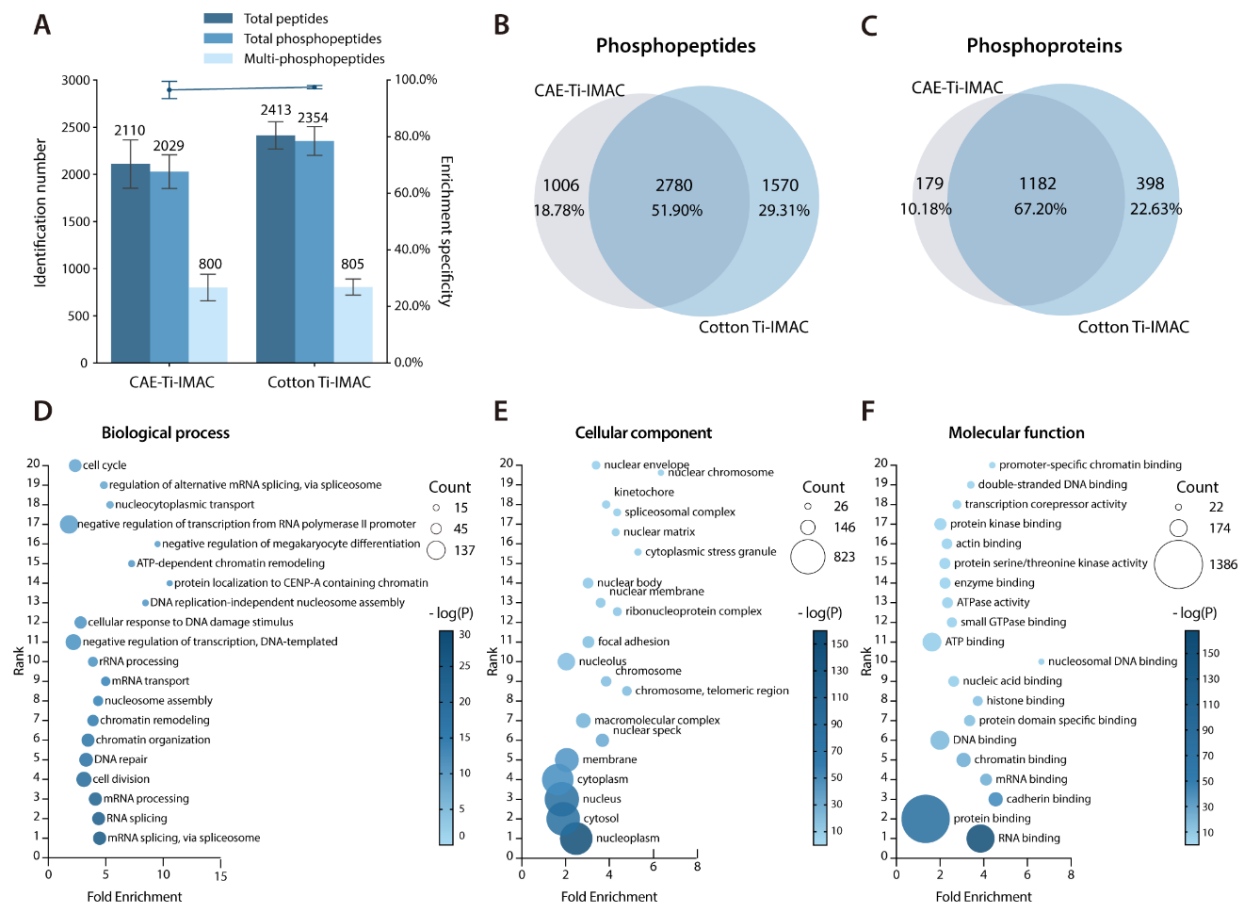 A
Total peptides
Total phosphopeptides
Multi-phosphopeptides
Identification number
3000
2500
2000
1500
1000
500
0
2110
2029
800
2413
2354
805
100.0%
80.0%
60.0%
40.0%
20.0%
0.0%
Enrichment specificity
CAE-Ti-IMAC
Cotton Ti-IMAC
B
Phosphopeptides
CAE-Ti-IMAC
1006
18.78%
2780
51.90%
1570
29.31%
Cotton Ti-IMAC
C
Phosphoproteins
CAE-Ti-IMAC
179
10.18%
1182
67.20%
398
22.63%
Cotton Ti-IMAC
D
Biological process
Rank
20
19
18
17
16
15
14
13
12
11
10
9
8
7
6
5
4
3
2
1
0
cell cycle
regulation of alternative mRNA splicing, via spliceosome
nucleocytoplasmic transport
negative regulation of transcription from RNA polymerase II promoter
negative regulation of megakaryocyte differentiation
ATP-dependent chromatin remodeling
protein localization to CENP-A containing chromatin
DNA replication-independent nucleosome assembly
cellular response to DNA damage stimulus
negative regulation of transcription, DNA-templated
rRNA processing
mRNA transport
nucleosome assembly
chromatin remodeling
chromatin organization
DNA repair
cell division
mRNA processing
RNA splicing
mRNA splicing, via spliceosome
0
5
10
15
Fold Enrichment
Count
15
45
137
- log(P)
30
25
20
15
10
5
0
E
Cellular component
Rank
20
19
18
17
16
15
14
13
12
11
10
9
8
7
6
5
4
3
2
1
0
nuclear envelope
nuclear chromosome
kinetochore
spliceosomal complex
nuclear matrix
cytoplasmic stress granule
nuclear body
nuclear membrane
ribonucleoprotein complex
focal adhesion
nucleolus
chromosome
chromosome, telomeric region
macromolecular complex
nuclear speck
membrane
cytoplasm
nucleus
cytosol
nucleoplasm
0
2
4
6
8
Fold Enrichment
Count
26
146
823
- log(P)
150
130
110
90
70
50
30
10
F
Molecular function
Rank
20
19
18
17
16
15
14
13
12
11
10
9
8
7
6
5
4
3
2
1
0
promoter-specific chromatin binding
double-stranded DNA binding
transcription corepressor activity
protein kinase binding
actin binding
protein serine/threonine kinase activity
enzyme binding
ATPase activity
small GTPase binding
ATP binding
nucleosomal DNA binding
nucleic acid binding
histone binding
protein domain specific binding
DNA binding
chromatin binding
mRNA binding
cadherin binding
protein binding
RNA binding
0
2
4
6
8
Fold Enrichment
Count
22
174
1386
- log(P)
150
130
110
90
70
50
30
10